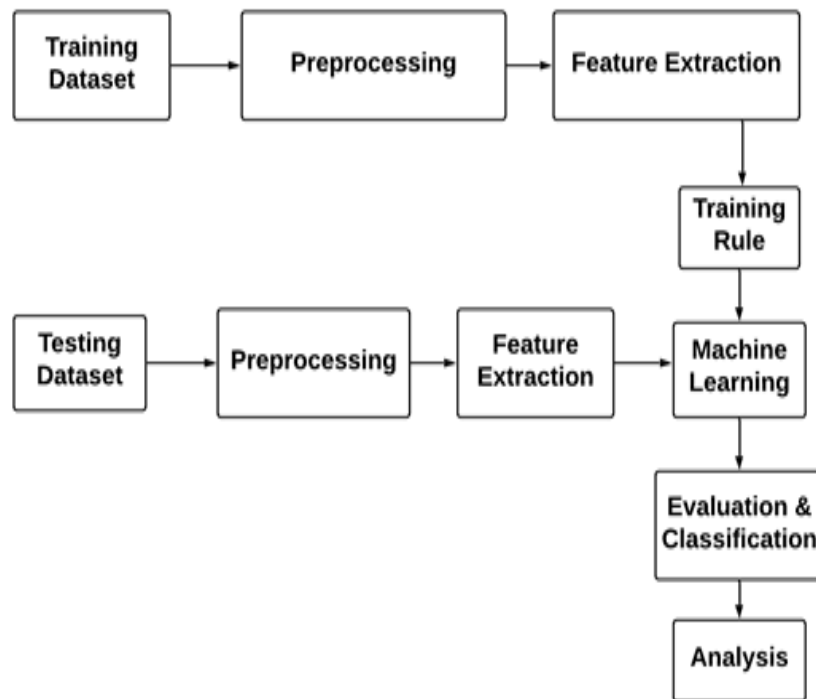 Training
Dataset
Preprocessing
Feature Extraction
Training
Rule
Testing
Dataset
Preprocessing
Feature
Extraction
Machine
Learning
Evaluation &
Classification
Analysis